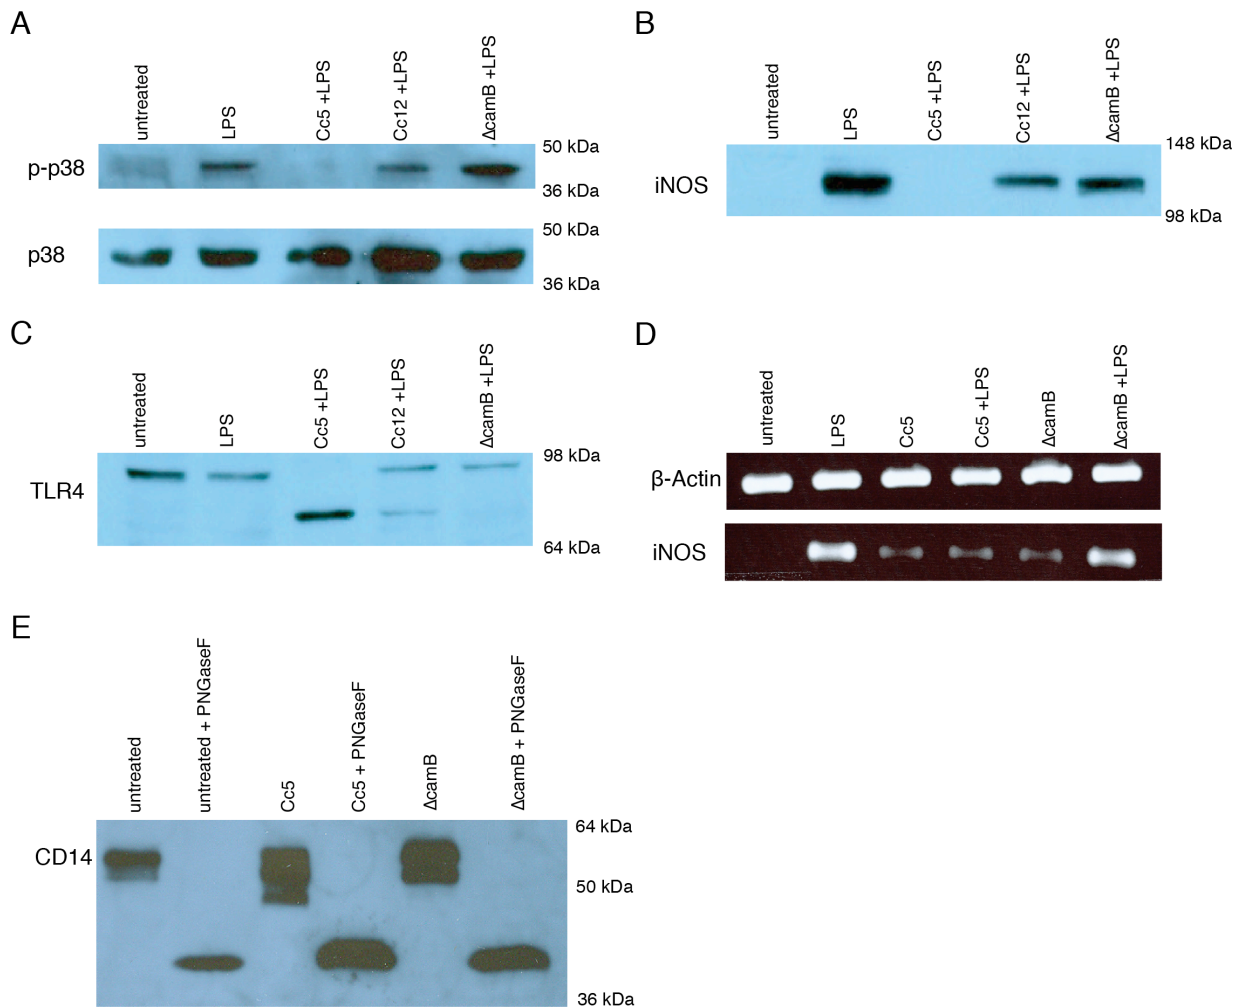 A
untreated
LPS
Cc5 +LPS
Cc12 +LPS
ΔcamB +LPS
p-p38
50 kDa
36 kDa
p38
50 kDa
36 kDa
B
untreated
LPS
Cc5 +LPS
Cc12 +LPS
ΔcamB +LPS
iNOS
148 kDa
98 kDa
C
untreated
LPS
Cc5 +LPS
Cc12 +LPS
ΔcamB +LPS
TLR4
98 kDa
64 kDa
D
untreated
LPS
Cc5
Cc5 +LPS
ΔcamB
ΔcamB +LPS
β-Actin
iNOS
E
untreated
untreated + PNGaseF
Cc5
Cc5 + PNGaseF
ΔcamB
ΔcamB + PNGaseF
CD14
64 kDa
50 kDa
36 kDa